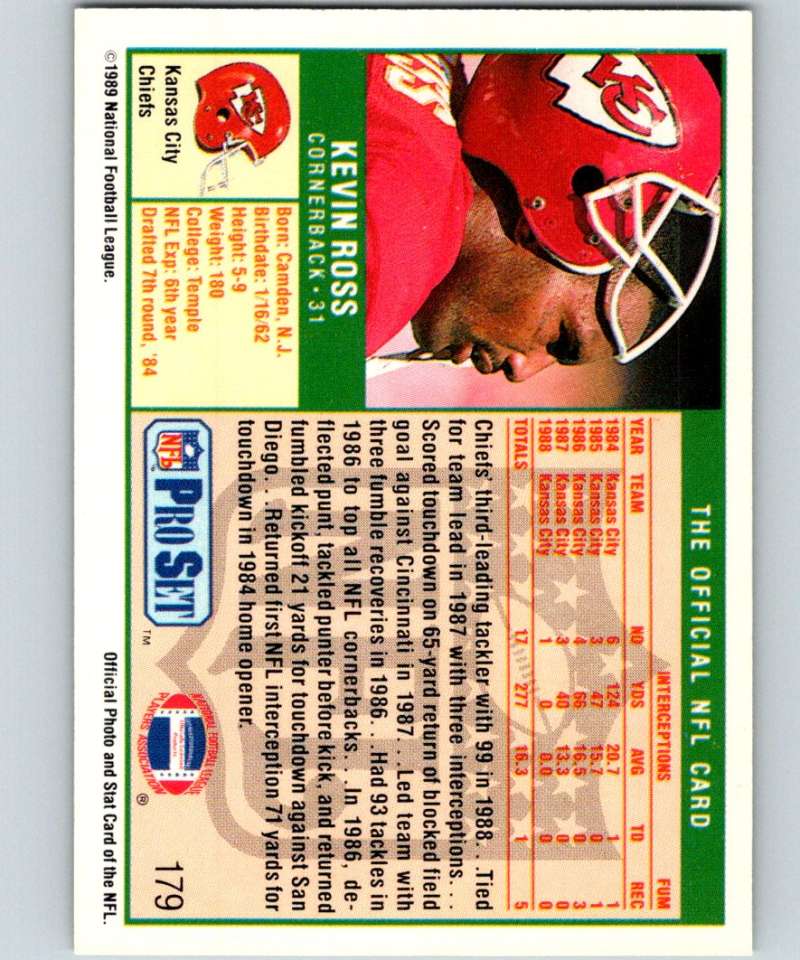 THE OFFICIAL NFL CARD
KEVIN ROSS
CORNERBACK • 31
Kansas City
Chiefs
Born: Camden, N.J.
Birthdate: 1/16/62
Height: 5-9
Weight: 180
College: Temple
NFL Exp: 6th year
Drafted 7th round, '84
INTERCEPTIONS FUM
YEAR TEAM NO YDS AVG TD REC
1984 Kansas City 6 124 20.7 1 1
1985 Kansas City 3 47 15.7 0 1
1986 Kansas City 4 66 16.5 0 3
1987 Kansas City 3 40 13.3 0 0
1988 Kansas City 1 0 0.0 0 0
TOTALS 17 277 16.3 1 5
Chiefs third-leading tackler with 99 in 1988. . .Tied
for team lead in 1987 with three interceptions. . .
Scored touchdown on 65-yard return of blocked field
goal against Cincinnati in 1987. . .Led team with
three fumble recoveries in 1986. . .Had 93 tackles in
1986 to top all NFL cornerbacks. . .In 1986, de-
flected punt, tackled punter before kick, and returned
fumbled kickoff 21 yards for touchdown against San
Diego. . .Returned first NFL interception 71 yards for
touchdown in 1984 home opener.
NFL PRO SET ™
NATIONAL FOOTBALL LEAGUE
PLAYERS ASSOCIATION ®
179
© 1989 National Football League.
Official Photo and Stat Card of the NFL.